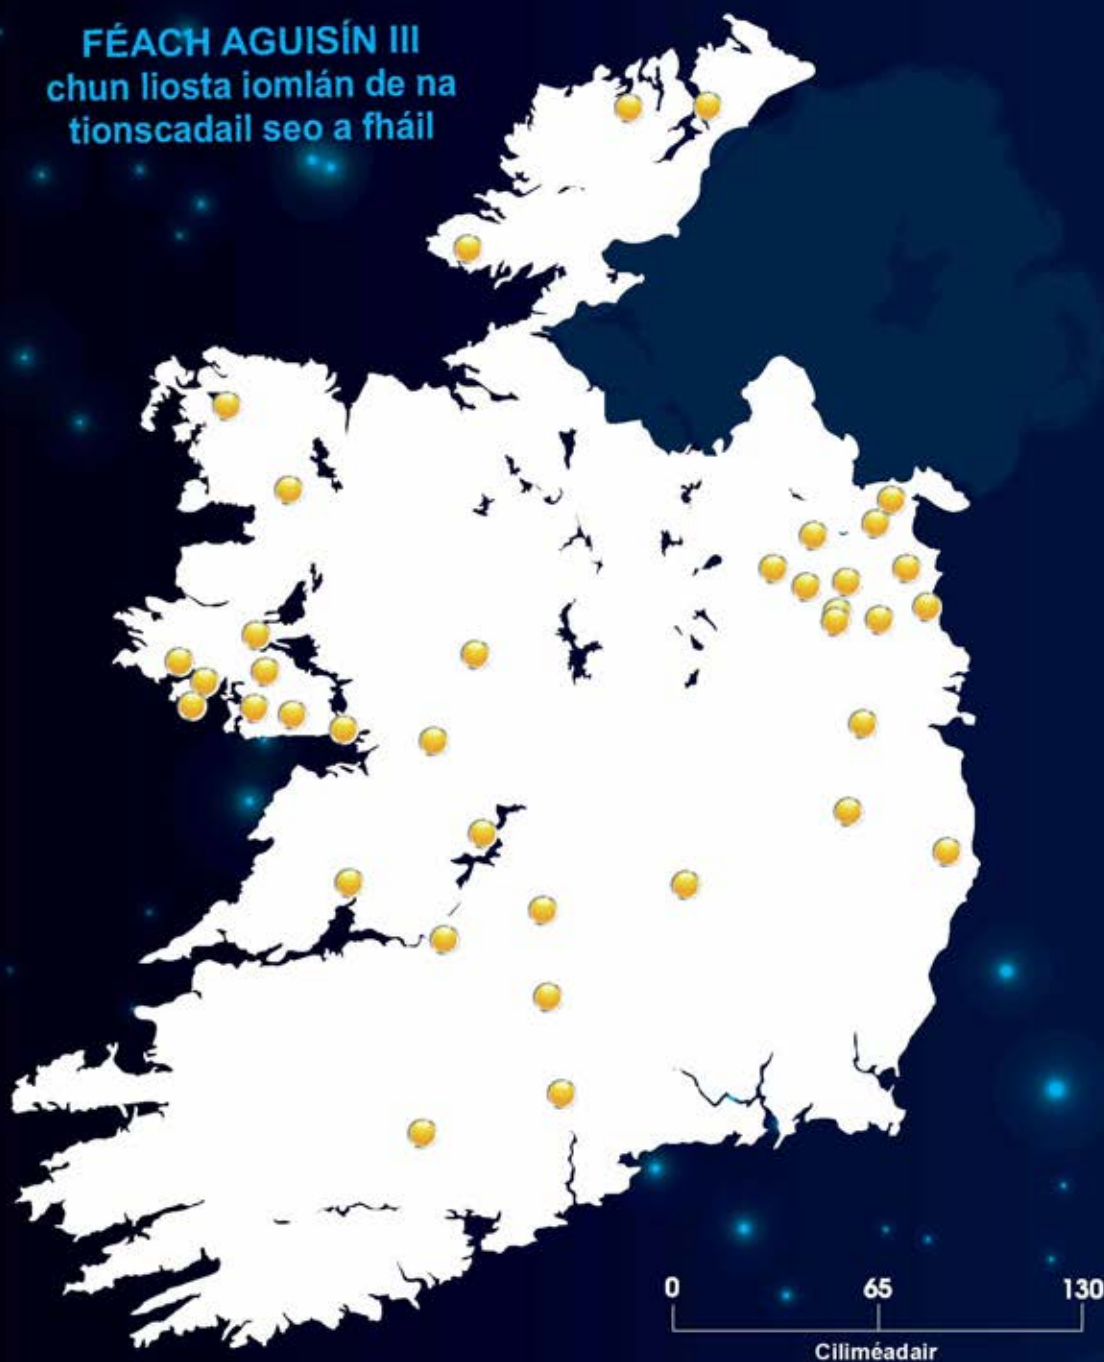 FÉACH AGUISÍN III
chun liosta iomlán de na
tionscadail seo a fháil
0 65 130
Ciliméadair